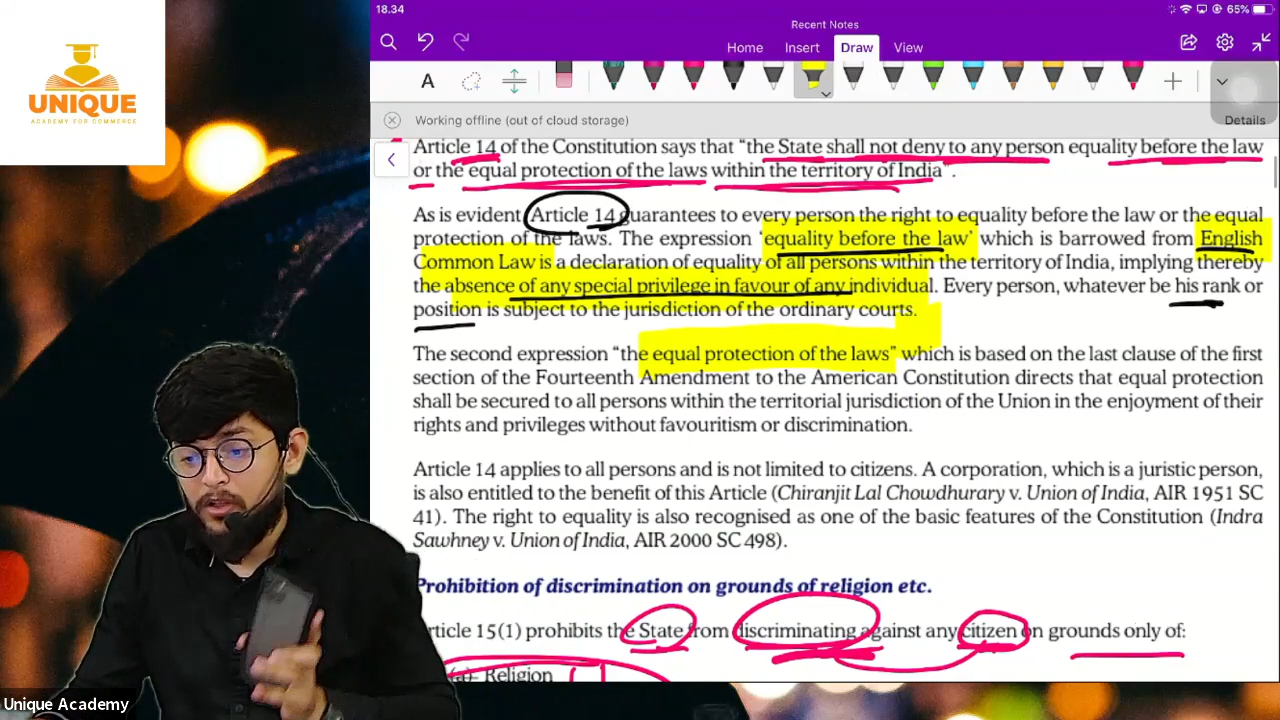 18.34
65%
Recent Notes
UNIQUE
ACADEMY FOR COMMERCE
Home Insert Draw View
A
Working offline (out of cloud storage)
Details
Article 14 of the Constitution says that “the State shall not deny to any person equality before the law
or the equal protection of the laws within the territory of India”.
As is evident Article 14 guarantees to every person the right to equality before the law or the equal
protection of the laws. The expression ‘equality before the law’ which is barrowed from English
Common Law is a declaration of equality of all persons within the territory of India, implying thereby
the absence of any special privilege in favour of any individual. Every person, whatever be his rank or
position is subject to the jurisdiction of the ordinary courts.
The second expression “the equal protection of the laws” which is based on the last clause of the first
section of the Fourteenth Amendment to the American Constitution directs that equal protection
shall be secured to all persons within the territorial jurisdiction of the Union in the enjoyment of their
rights and privileges without favouritism or discrimination.
Article 14 applies to all persons and is not limited to citizens. A corporation, which is a juristic person,
is also entitled to the benefit of this Article (Chiranjit Lal Chowdhurary v. Union of India, AIR 1951 SC
41). The right to equality is also recognised as one of the basic features of the Constitution (Indra
Sawhney v. Union of India, AIR 2000 SC 498).
Prohibition of discrimination on grounds of religion etc.
rticle 15(1) prohibits the State from discriminating against any citizen on grounds only of:
(a) Religion
Unique Academy